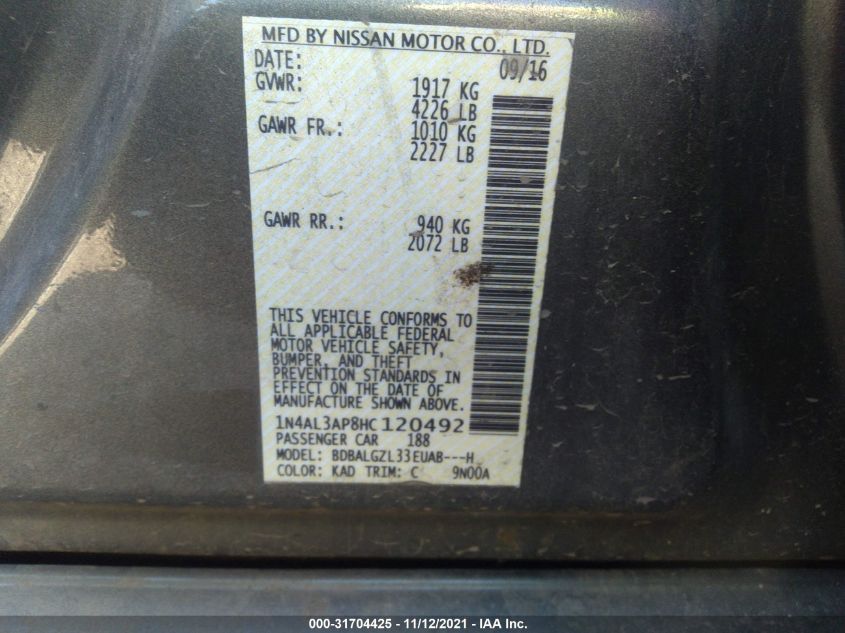 MFD BY NISSAN MOTOR CO., LTD.
DATE: 09/16
GVWR: 1917 KG
4226 LB
GAWR FR.: 1010 KG
2227 LB
GAWR RR.: 940 KG
2072 LB
THIS VEHICLE CONFORMS TO
ALL APPLICABLE FEDERAL
MOTOR VEHICLE SAFETY,
BUMPER, AND THEFT
PREVENTION STANDARDS IN
EFFECT ON THE DATE OF
MANUFACTURE SHOWN ABOVE.
1N4AL3AP8HC120492
PASSENGER CAR 188
MODEL: BDBALGZL33EUAB---H
COLOR: KAD TRIM: C 9N00A
000-31704425 - 11/12/2021 - IAA Inc.